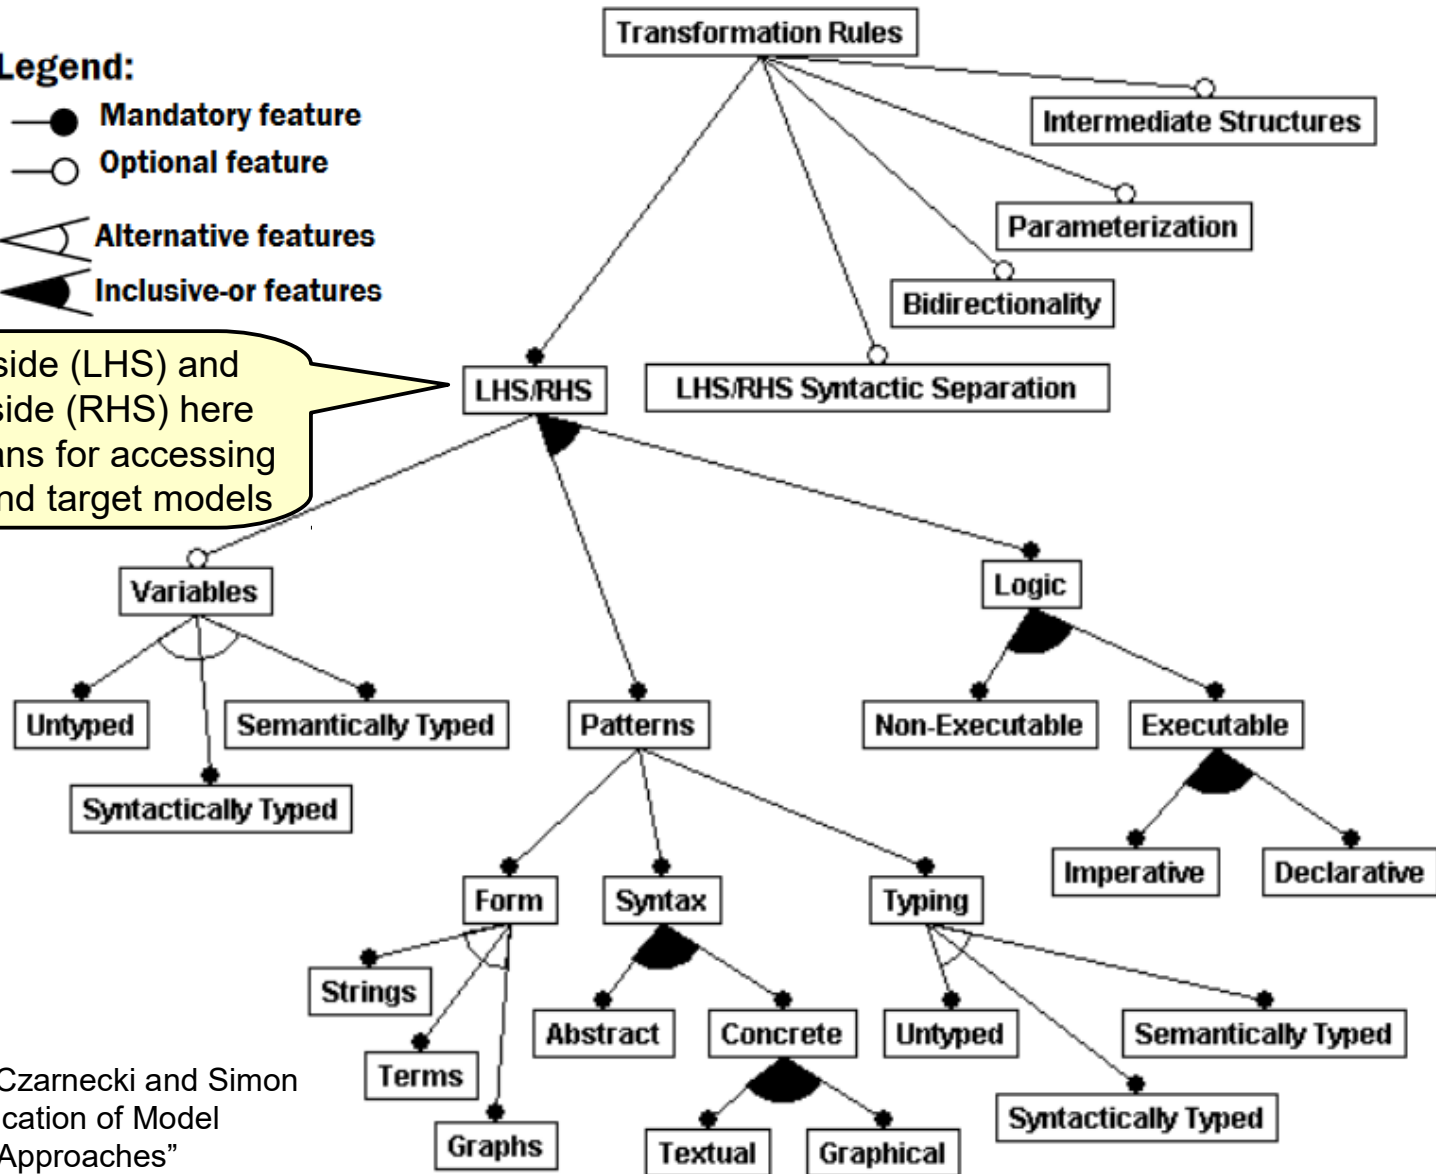 Transformation Rules
Legend:
Mandatory feature
Optional feature
Alternative features
Inclusive-or features
Intermediate Structures
Parameterization
Bidirectionality
LHS/RHS Syntactic Separation
LHS/RHS
side (LHS) and
side (RHS) here
for accessing
target models
Variables
Logic
Untyped
Semantically Typed
Syntactically Typed
Patterns
Non-Executable
Executable
Imperative
Declarative
Form
Syntax
Typing
Strings
Terms
Graphs
Abstract
Concrete
Textual
Graphical
Untyped
Semantically Typed
Syntactically Typed
Czarnecki and Simon
of Model
Approaches”